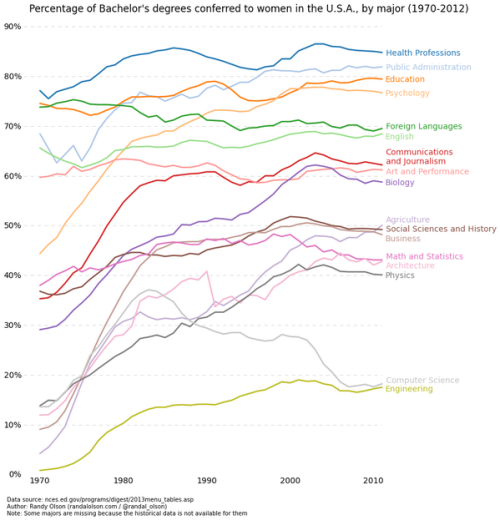 Percentage of Bachelor's degrees conferred to women in the U.S.A., by major (1970-2012)
90%
80%
70%
60%
50%
40%
30%
20%
10%
0%
Health Professions
Public Administration
Education
Psychology
Foreign Languages
English
Communications
and Journalism
Art and Performance
Biology
Agriculture
Social Sciences and History
Business
Math and Statistics
Architecture
Physics
Computer Science
Engineering
1970
1980
1990
2000
2010
Data source: nces.ed.gov/programs/digest/2013menu_tables.asp
Author: Randy Olson (randalolson.com / @randal_olson)
Note: Some majors are missing because the historical data is not available for them